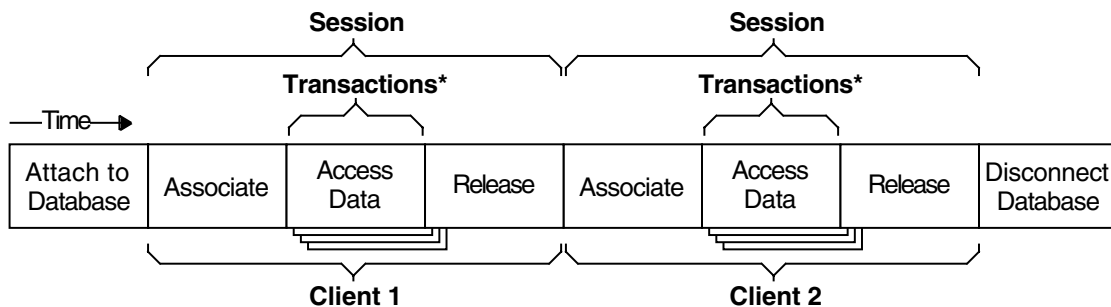 Session Session
Transactions* Transactions*
Time
Attach to Database Associate Access Data Release Associate Access Data Release Disconnect Database
Client 1 Client 2